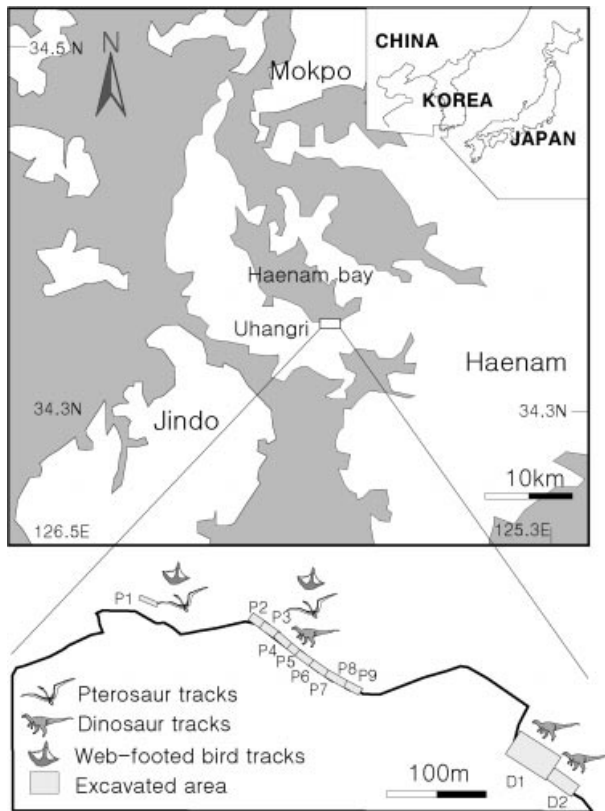 34.5 N
N
Mokpo
CHINA
KOREA
JAPAN
Haenam bay
Uhangri
Haenam
34.3N
34.3N
Jindo
10km
126.5E
125.3E
P1
P2
P3
P4
P5
P6
P7
P8
P9
Pterosaur tracks
Dinosaur tracks
Web-footed bird tracks
Excavated area
100m
D1
D2